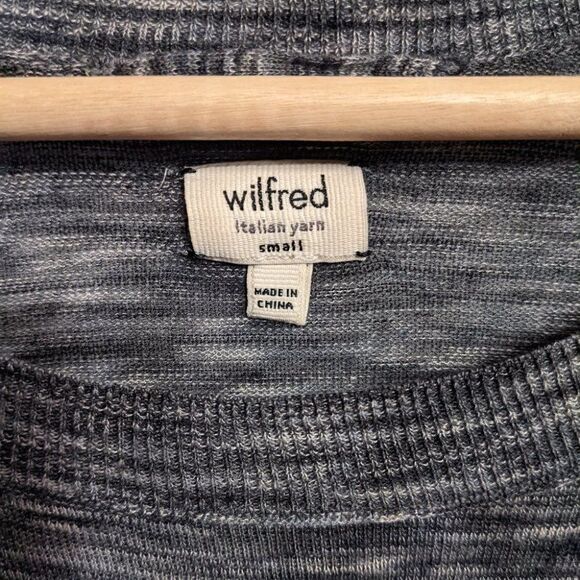 wilfred
italian yarn
small
MADE IN
CHINA